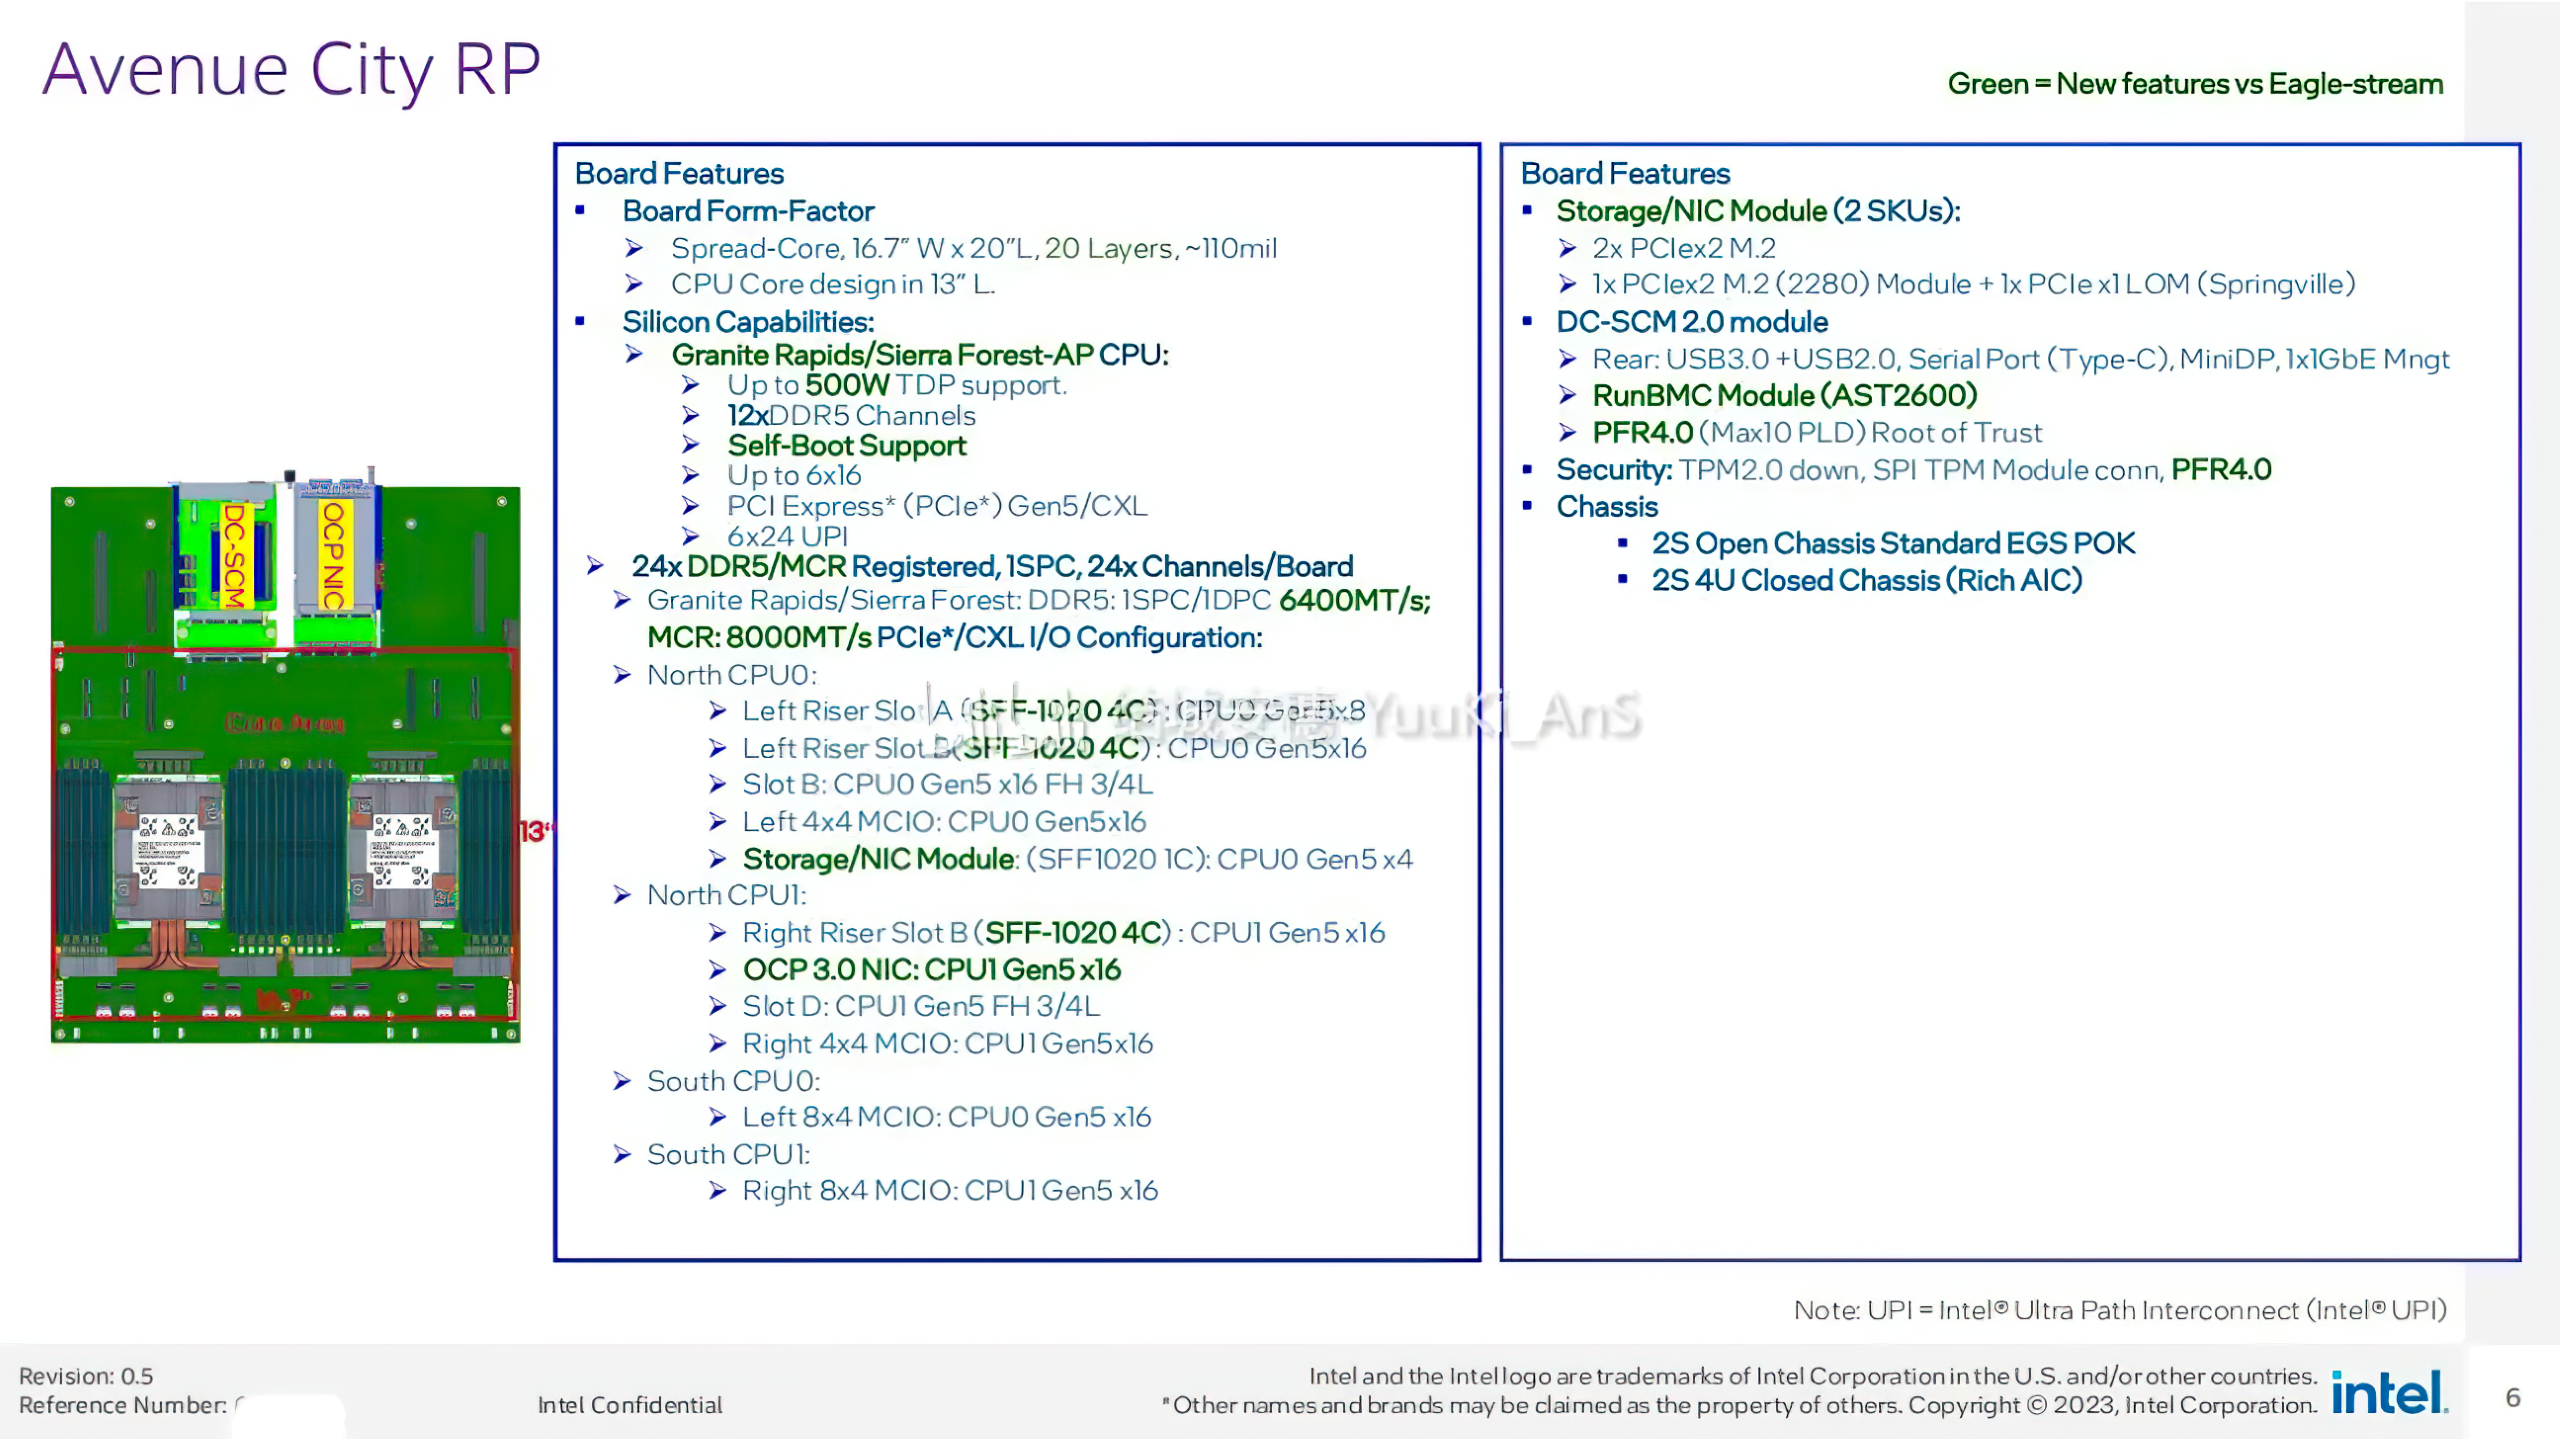 Avenue City RP
Green = New features vs Eagle-stream
Board Features
Board Form-Factor
Spread-Core, 16.7” W x 20”L, 20 Layers, ~110mil
CPU Core design in 13” L.
Silicon Capabilities:
Granite Rapids/Sierra Forest-AP CPU:
Up to 500W TDP support.
12xDDR5 Channels
Self-Boot Support
Up to 6x16
PCI Express* (PCIe*) Gen5/CXL
6x24 UPI
24x DDR5/MCR Registered, 1SPC, 24x Channels/Board
Granite Rapids/Sierra Forest: DDR5: 1SPC/1DPC 6400MT/s;
MCR: 8000MT/s PCIe*/CXL I/O Configuration:
North CPU0:
Left Riser Slot A (SFF-1020 4C) : CPU0 Gen5x8
Left Riser Slot B(SFF-1020 4C) : CPU0 Gen5x16
Slot B: CPU0 Gen5 x16 FH 3/4L
Left 4x4 MCIO: CPU0 Gen5x16
Storage/NIC Module: (SFF1020 1C): CPU0 Gen5 x4
North CPU1:
Right Riser Slot B (SFF-1020 4C) : CPU1 Gen5 x16
OCP 3.0 NIC: CPU1 Gen5 x16
Slot D: CPU1 Gen5 FH 3/4L
Right 4x4 MCIO: CPU1 Gen5x16
South CPU0:
Left 8x4 MCIO: CPU0 Gen5 x16
South CPU1:
Right 8x4 MCIO: CPU1 Gen5 x16
Board Features
Storage/NIC Module (2 SKUs):
2x PCIex2 M.2
1x PCIex2 M.2 (2280) Module + 1x PCIe x1 LOM (Springville)
DC-SCM 2.0 module
Rear: USB3.0 +USB2.0, Serial Port (Type-C), MiniDP, 1x1GbE Mngt
RunBMC Module (AST2600)
PFR4.0 (Max10 PLD) Root of Trust
Security: TPM2.0 down, SPI TPM Module conn, PFR4.0
Chassis
2S Open Chassis Standard EGS POK
2S 4U Closed Chassis (Rich AIC)
DC-SCM
OCP NIC
13“
YuuKi_AnS
Note: UPI = Intel® Ultra Path Interconnect (Intel® UPI)
Revision: 0.5
Reference Number:
Intel Confidential
Intel and the Intel logo are trademarks of Intel Corporation in the U.S. and/or other countries.
*Other names and brands may be claimed as the property of others. Copyright © 2023, Intel Corporation.
intel.
6